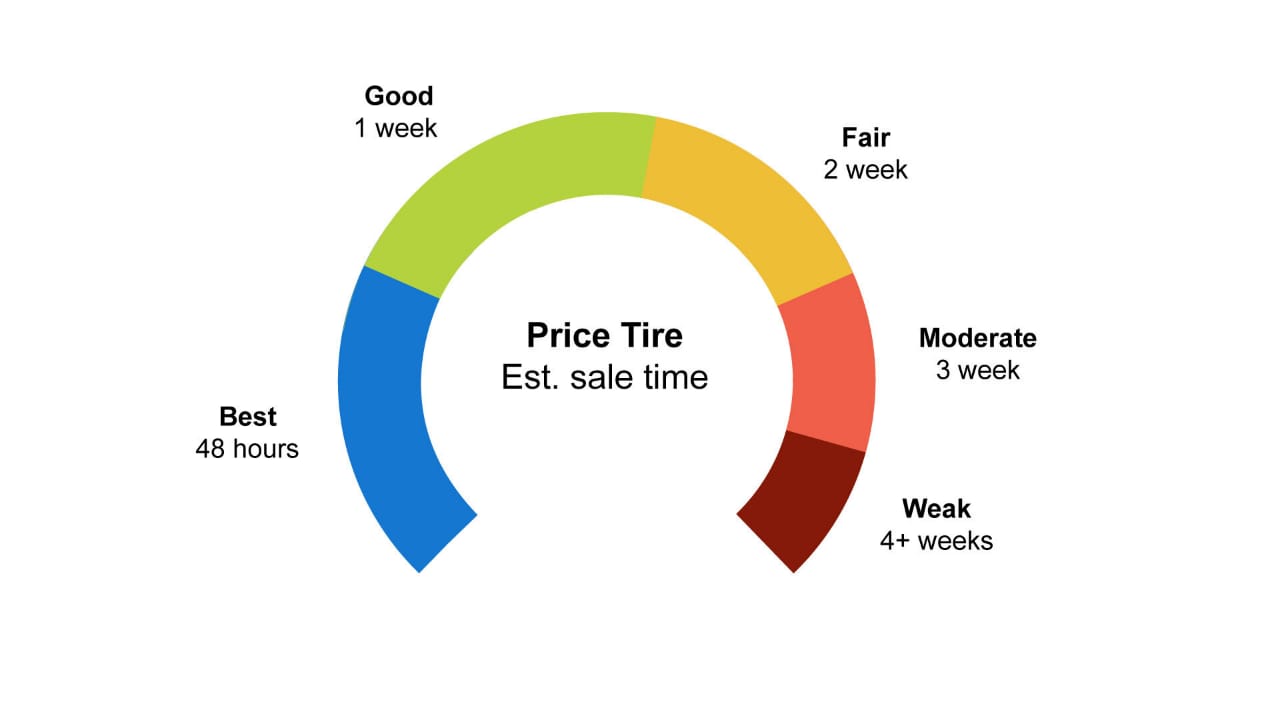 Good
1 week
Fair
2 week
Price Tire
Est. sale time
Moderate
3 week
Best
48 hours
Weak
4+ weeks